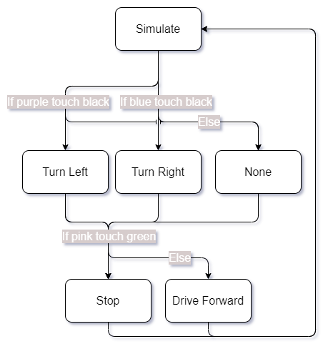 Simulate
If purple touch black
If blue touch black
Else
Turn Left
Turn Right
None
If pink touch green
Else
Stop
Drive Forward